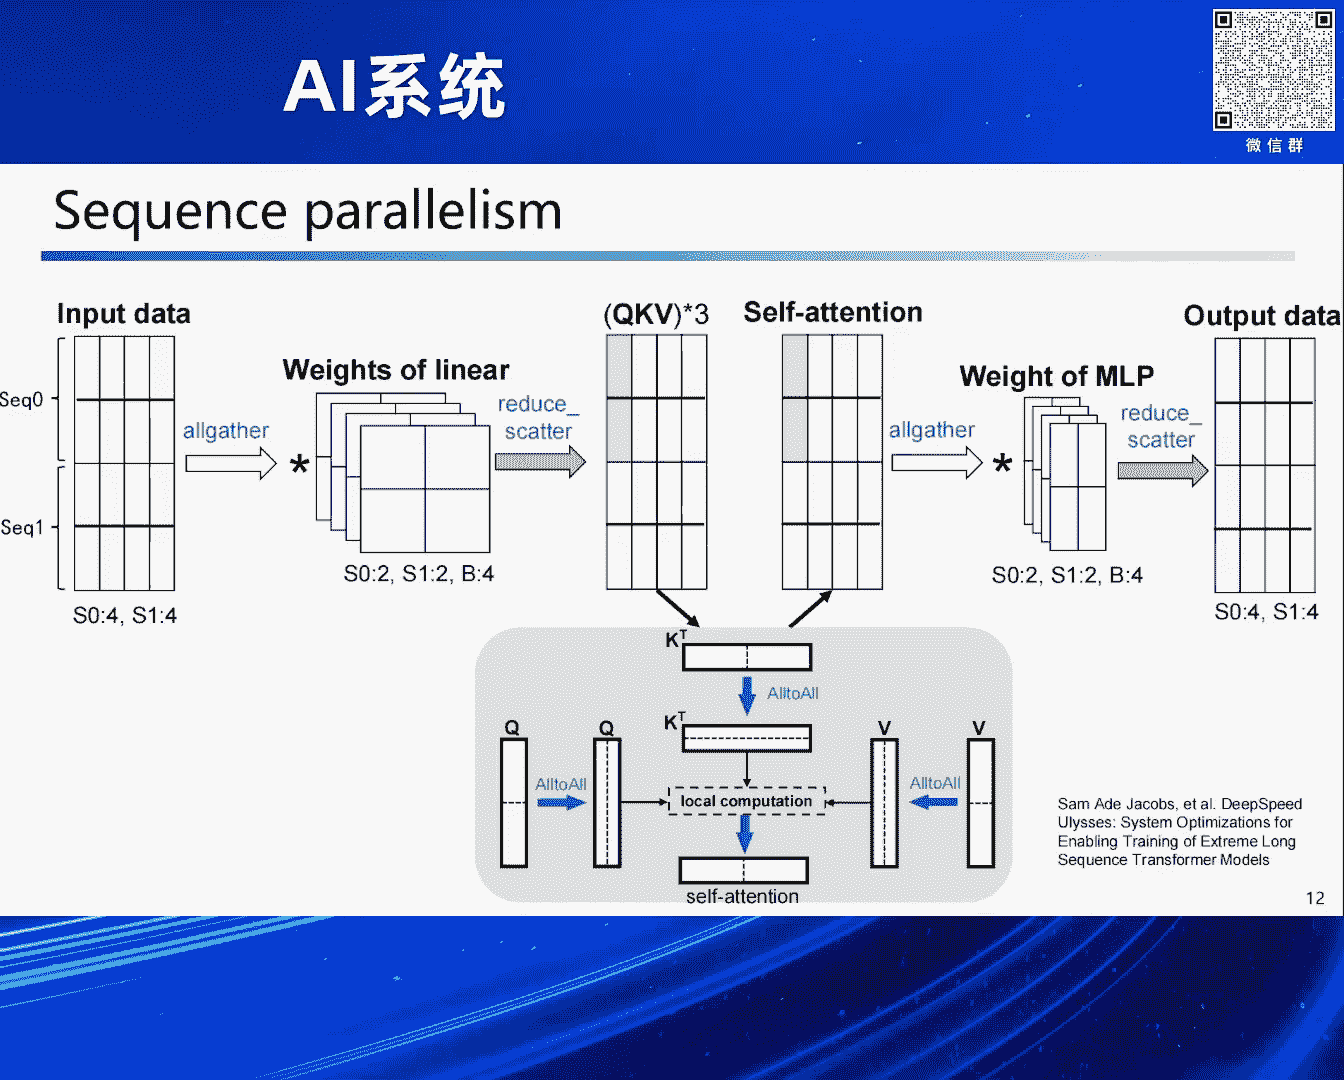 AI系统
微信群
Sequence parallelism
Input data
Seq0
Seq1
S0:4, S1:4
allgather
*
Weights of linear
S0:2, S1:2, B:4
reduce_
scatter
(QKV)*3
Self-attention
allgather
*
Weight of MLP
S0:2, S1:2, B:4
reduce_
scatter
Output data
S0:4, S1:4
K^T
AlltoAll
K^T
Q
AlltoAll
Q
local computation
V
AlltoAll
V
self-attention
Sam Ade Jacobs, et al. DeepSpeed
Ulysses: System Optimizations for
Enabling Training of Extreme Long
Sequence Transformer Models
12